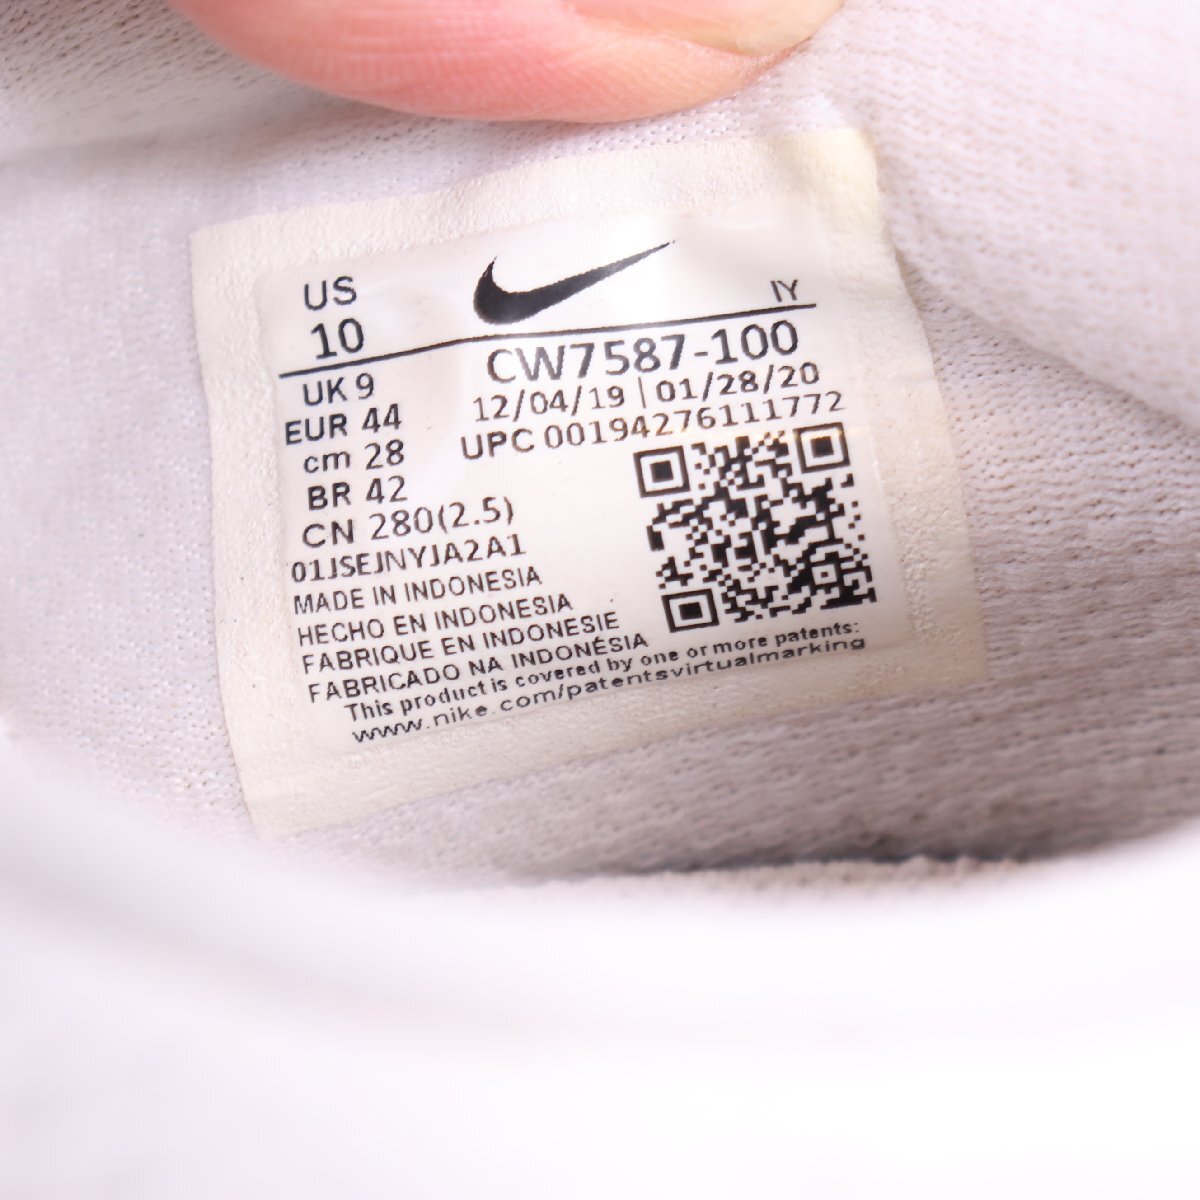 US
10
IY
UK 9
EUR 44
cm 28
BR 42
CN 280(2.5)
CW7587-100
12/04/19 | 01/28/20
UPC 00194276111772
01JSEJNYJA2A1
MADE IN INDONESIA
HECHO EN INDONESIA
FABRIQUE EN INDONESIE
FABRICADO NA INDONÉSIA
This product is covered by one or more patents:
www.nike.com/patentsvirtualmarking